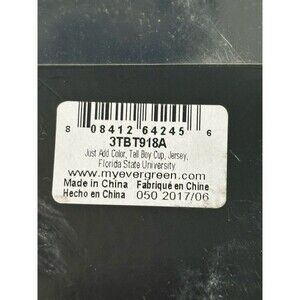 8 08412 64245 6
3TBT918A
Just Add Color, Tall Boy Cup, Jersey,
Florida State University
www.myevergreen.com
Made in China Fabriqué en Chine
Hecho en China 050 2017/06